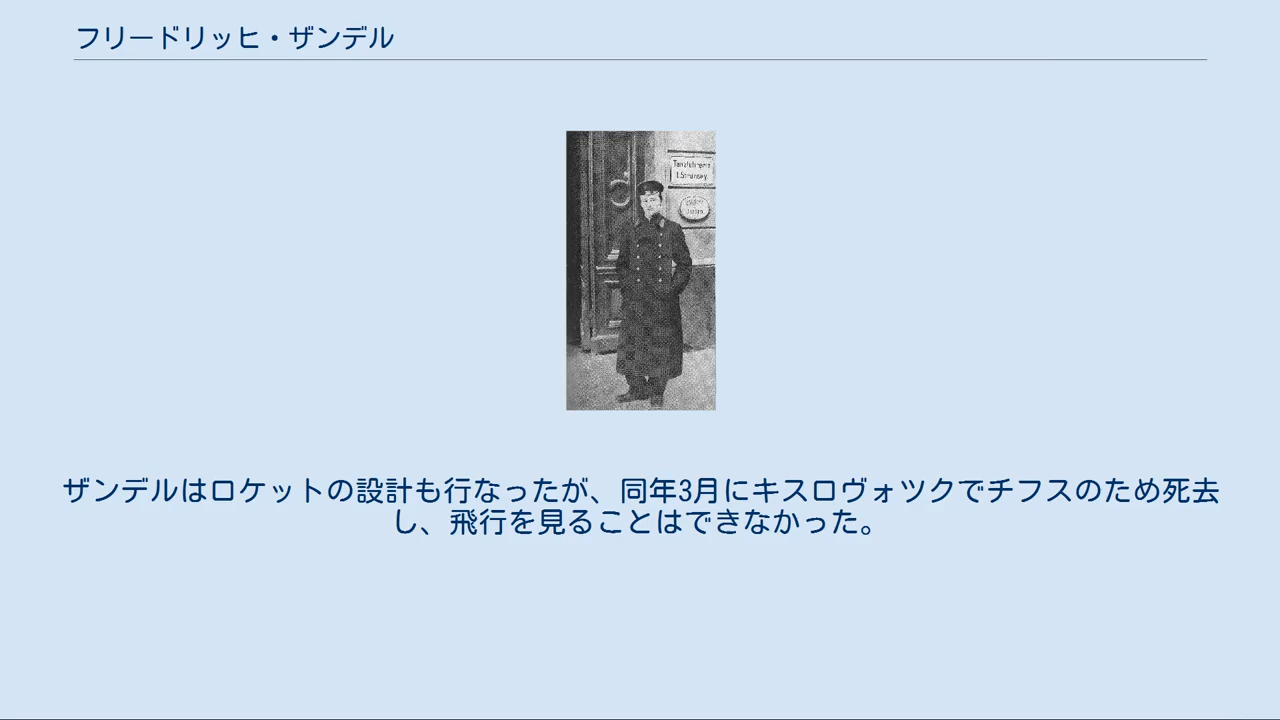 フリードリッヒ・ザンデル
ザンデルはロケットの設計も行なったが、同年3月にキスロヴォツクでチフスのため死去
し、飛行を見ることはできなかった。